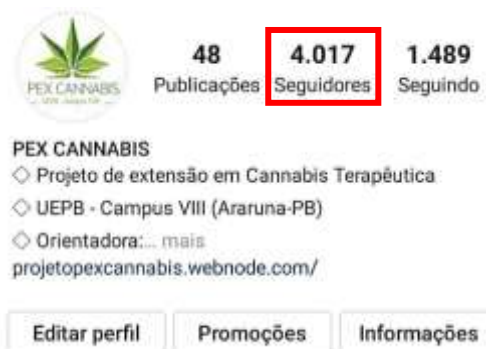 48 4.017 1.489
Publicações Seguidores Seguindo
PEX CANNABIS
PEX CANNABIS
◇ Projeto de extensão em Cannabis Terapêutica
◇ UEPB - Campus VIII (Araruna-PB)
◇ Orientadora:... mais
projetopexcannabis.webnode.com/
Editar perfil Promoções Informações